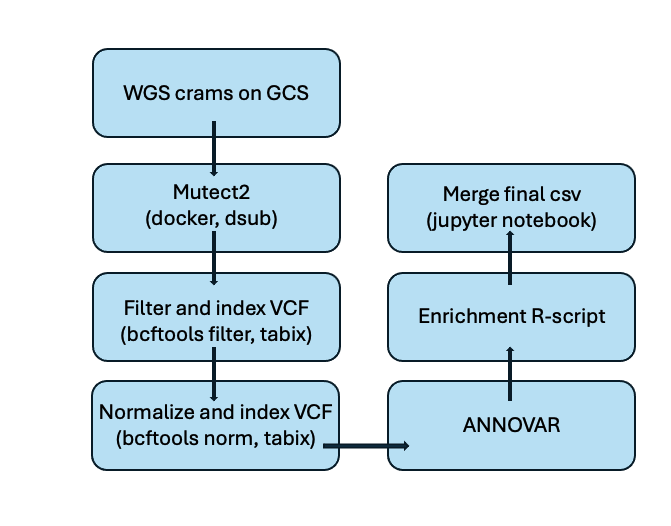 WGS crams on GCS
Mutect2
(docker, dsub)
Filter and index VCF
(bcftools filter, tabix)
Normalize and index VCF
(bcftools norm, tabix)
ANNOVAR
Enrichment R-script
Merge final csv
(jupyter notebook)